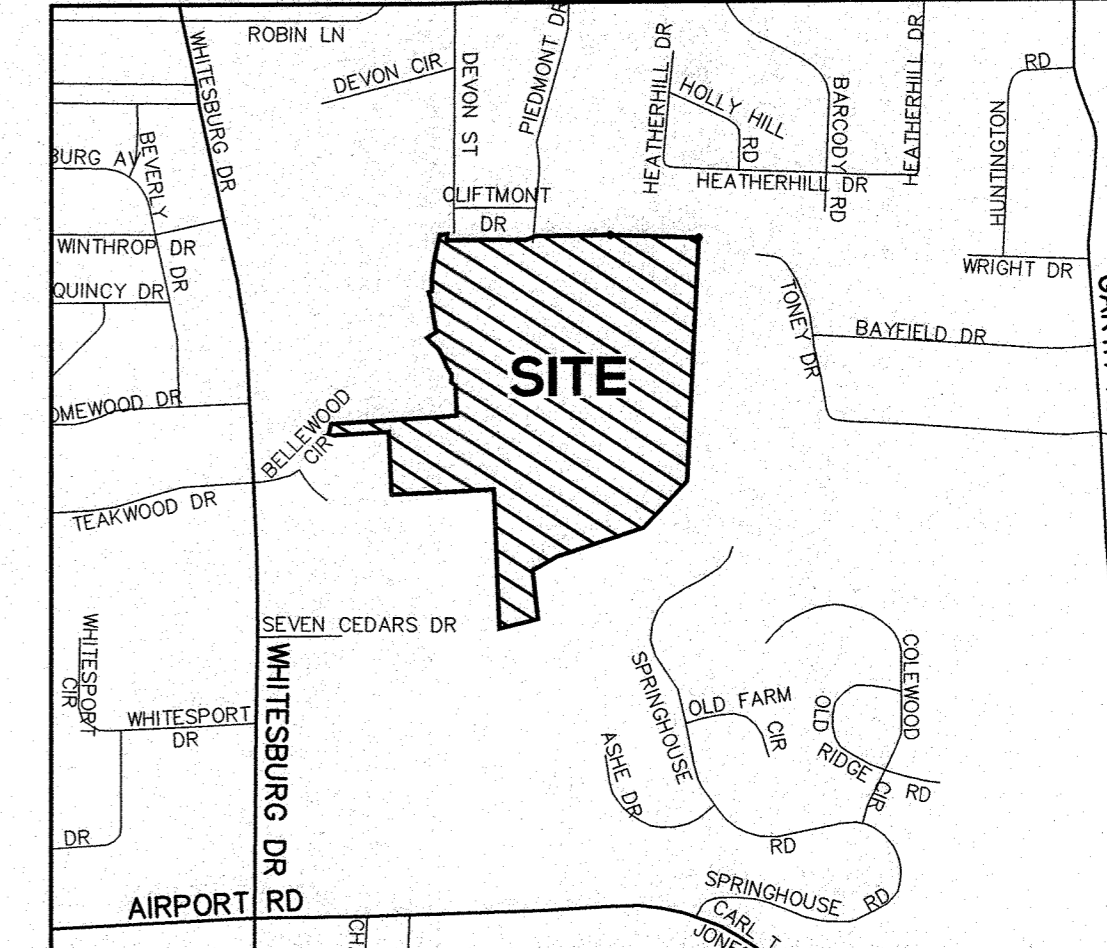 ROBIN LN
WHITESBURG DR
DEVON CIR
DEVON ST
PIEDMONT DR
HEATHERHILL DR
HOLLY HILL
RD
BARCODY
RD
HEATHERHILL DR
HEATHERHILL DR
RD
HUNTINGTON
WRIGHT DR
BURG AV
BEVERLY
DR
WINTHROP DR
QUINCY DR
OMEWOOD DR
CLIFTMONT
DR
TONEY DR
BAYFIELD DR
SITE
BELLEWOOD
CIR
TEAKWOOD DR
SEVEN CEDARS DR
WHITESPORT
CIR
WHITESPORT
DR
WHITESBURG DR
DR
SPRINGHOUSE
RD
OLD FARM
CIR
ASHE DR
COLEWOOD
CIR
OLD
RIDGE
RD
SPRINGHOUSE
RD
AIRPORT RD
CARL T
JONE
CH